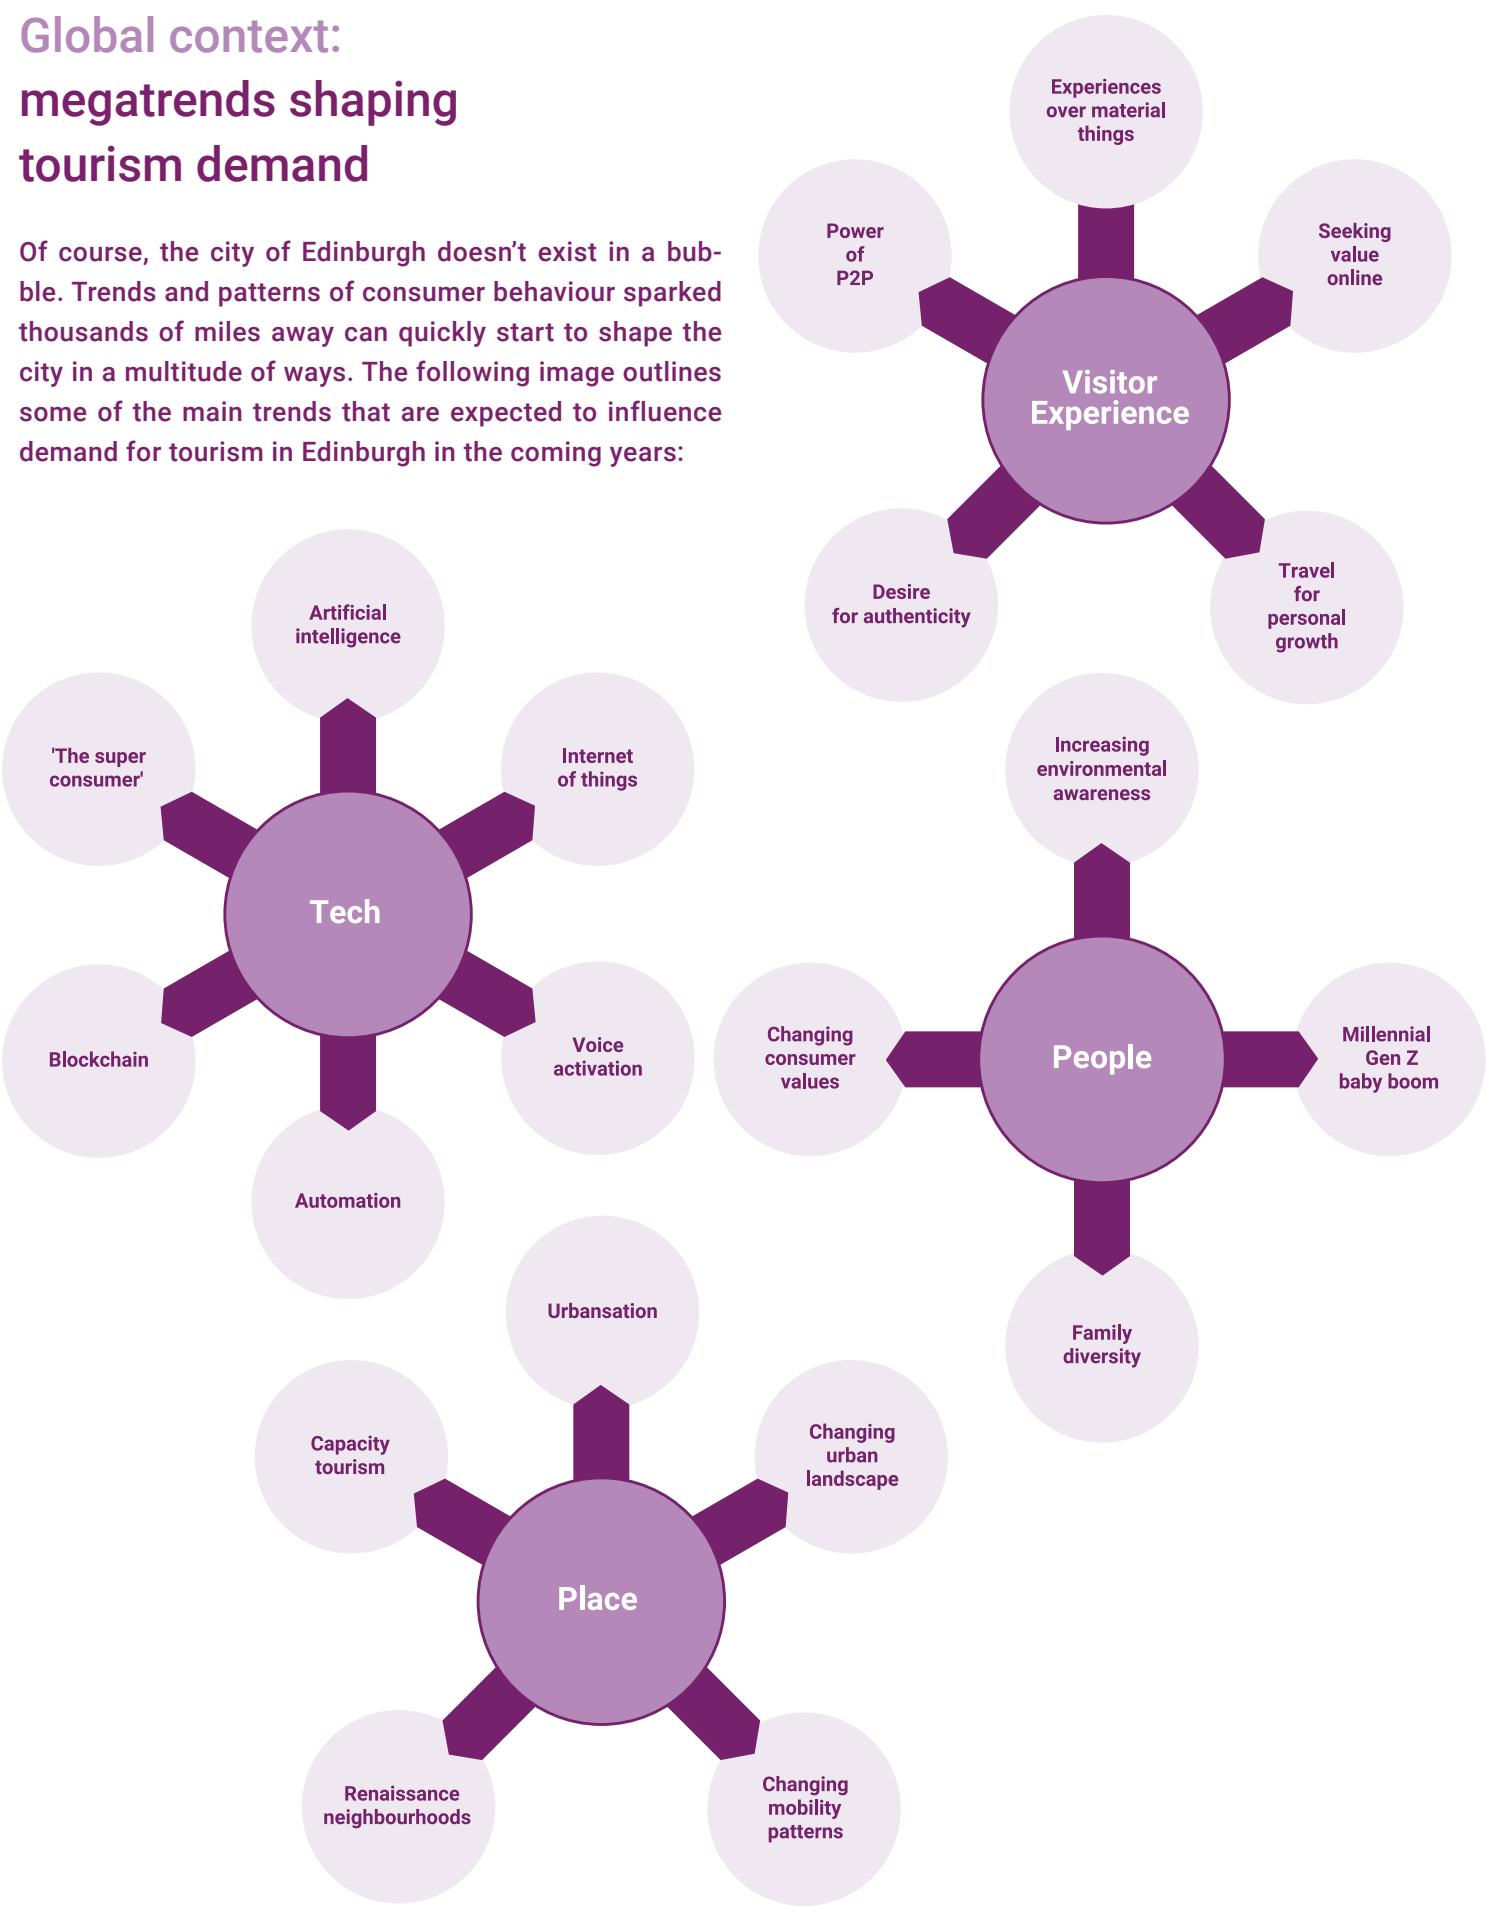 Global context:
megatrends shaping
tourism demand
Of course, the city of Edinburgh doesn’t exist in a bub-
ble. Trends and patterns of consumer behaviour sparked
thousands of miles away can quickly start to shape the
city in a multitude of ways. The following image outlines
some of the main trends that are expected to influence
demand for tourism in Edinburgh in the coming years:
Experiences
over material
things
Power
of
P2P
Seeking
value
online
Visitor
Experience
Desire
for authenticity
Travel
for
personal
growth
Artificial
intelligence
'The super
consumer'
Internet
of things
Tech
Blockchain
Voice
activation
Automation
Increasing
environmental
awareness
Changing
consumer
values
People
Millennial
Gen Z
baby boom
Family
diversity
Urbansation
Capacity
tourism
Changing
urban
landscape
Place
Renaissance
neighbourhoods
Changing
mobility
patterns